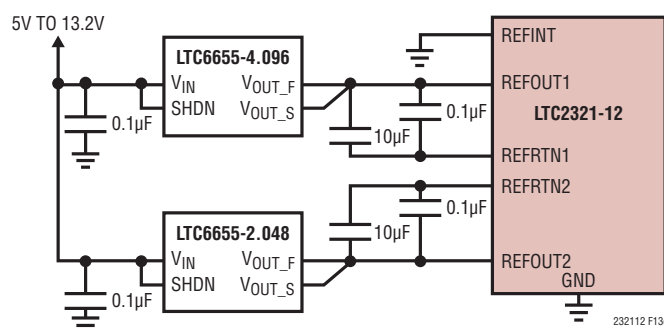 5V TO 13.2V
LTC6655-4.096
VIN
SHDN
VOUT_F
VOUT_S
0.1µF
10µF
0.1µF
REFINT
REFOUT1
LTC2321-12
REFRTN1
REFRTN2
REFOUT2
GND
LTC6655-2.048
VIN
SHDN
VOUT_F
VOUT_S
0.1µF
10µF
0.1µF
232112 F13